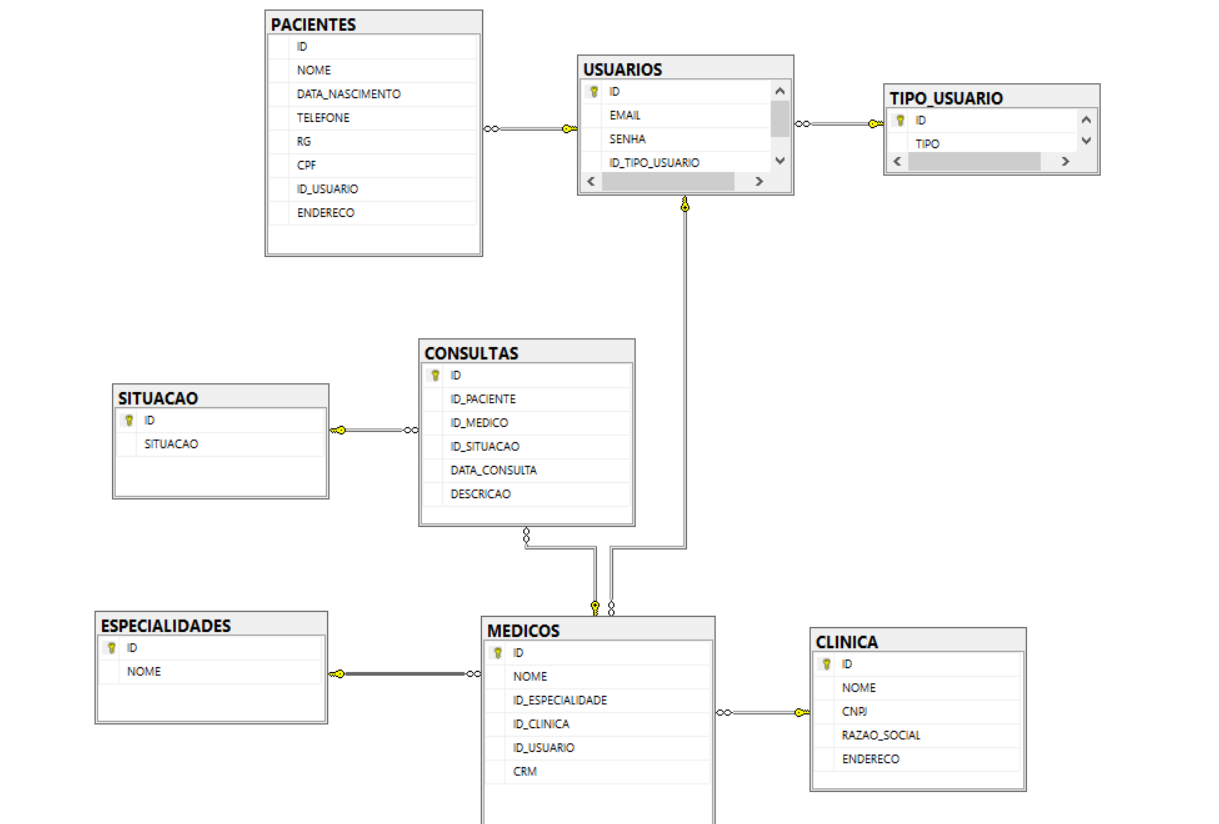 PACIENTES
ID
NOME
DATA_NASCIMENTO
TELEFONE
RG
CPF
ID_USUARIO
ENDERECO
USUARIOS
ID
EMAIL
SENHA
ID_TIPO_USUARIO
TIPO_USUARIO
ID
TIPO
CONSULTAS
ID
ID_PACIENTE
ID_MEDICO
ID_SITUACAO
DATA_CONSULTA
DESCRICAO
SITUACAO
ID
SITUACAO
ESPECIALIDADES
ID
NOME
MEDICOS
ID
NOME
ID_ESPECIALIDADE
ID_CLINICA
ID_USUARIO
CRM
CLINICA
ID
NOME
CNPJ
RAZAO_SOCIAL
ENDERECO